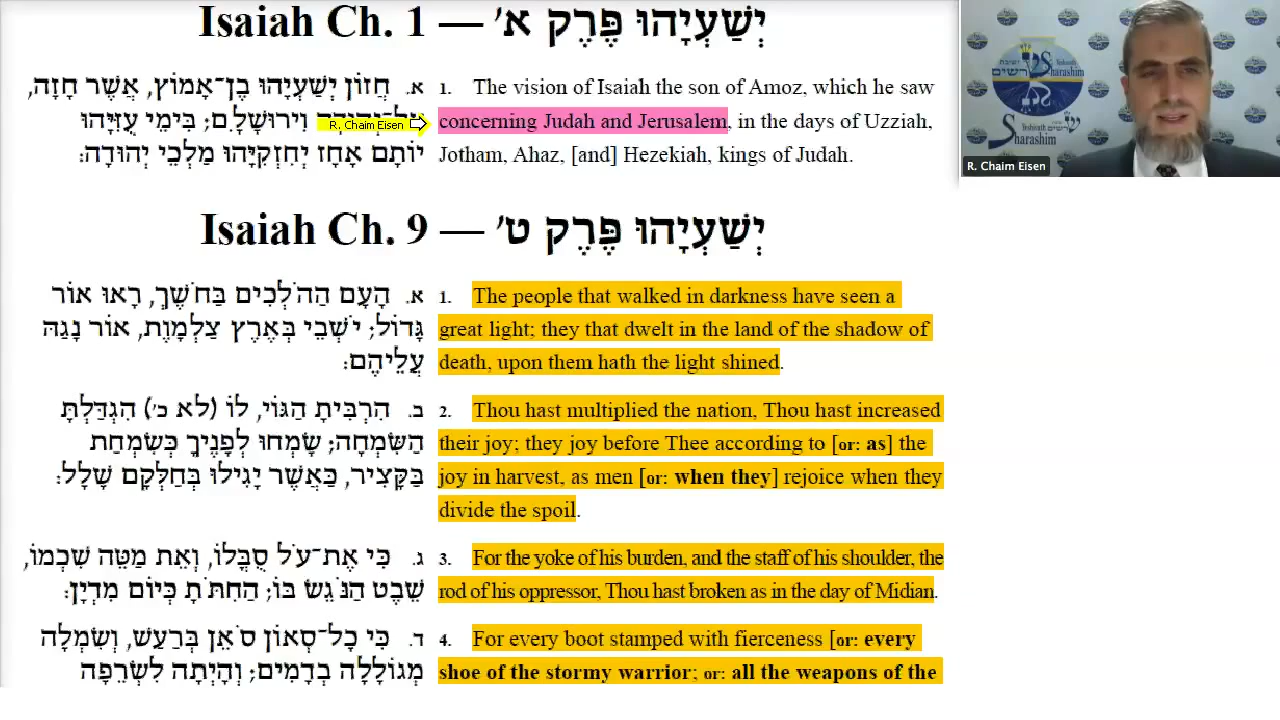 Isaiah Ch. 1 — יְשַׁעְיָהוּ פֶּרֶק א׳
א. חֲזוֹן יְשַׁעְיָהוּ בֶן־אָמוֹץ, אֲשֶׁר חָזָה,
וִירוּשָׁלִָם; בִּימֵי עֻזִּיָּהוּ
יוֹתָם אָחָז יְחִזְקִיָּהוּ מַלְכֵי יְהוּדָה:
R. Chaim Eisen
1. The vision of Isaiah the son of Amoz, which he saw
concerning Judah and Jerusalem, in the days of Uzziah,
Jotham, Ahaz, [and] Hezekiah, kings of Judah.
Isaiah Ch. 9 — יְשַׁעְיָהוּ פֶּרֶק ט׳
א. הָעָם הַהֹלְכִים בַּחֹשֶׁךְ, רָאוּ אוֹר
גָּדוֹל; יֹשְׁבֵי בְּאֶרֶץ צַלְמָוֶת, אוֹר נָגַהּ
עֲלֵיהֶם:
1. The people that walked in darkness have seen a
great light; they that dwelt in the land of the shadow of
death, upon them hath the light shined.
ב. הִרְבִּיתָ הַגּוֹי, לוֹ (לא כ׳) הִגְדַּלְתָּ
הַשִּׂמְחָה; שָׂמְחוּ לְפָנֶיךָ כְּשִׂמְחַת
בַּקָּצִיר, כַּאֲשֶׁר יָגִילוּ בְּחַלְּקָם שָׁלָל:
2. Thou hast multiplied the nation, Thou hast increased
their joy; they joy before Thee according to [or: as] the
joy in harvest, as men [or: when they] rejoice when they
divide the spoil.
ג. כִּי אֶת־עֹל סֻבֳּלוֹ, וְאֵת מַטֵּה שִׁכְמוֹ,
שֵׁבֶט הַנֹּגֵשׂ בּוֹ; הַחִתֹּתָ כְּיוֹם מִדְיָן:
3. For the yoke of his burden, and the staff of his shoulder, the
rod of his oppressor, Thou hast broken as in the day of Midian.
ד. כִּי כָל־סְאוֹן סֹאֵן בְּרַעַשׁ, וְשִׂמְלָה
מְגוֹלָלָה בְדָמִים; וְהָיְתָה לִשְׂרֵפָה
4. For every boot stamped with fierceness [or: every
shoe of the stormy warrior; or: all the weapons of the
Yeshivath
Sharashim
R. Chaim Eisen